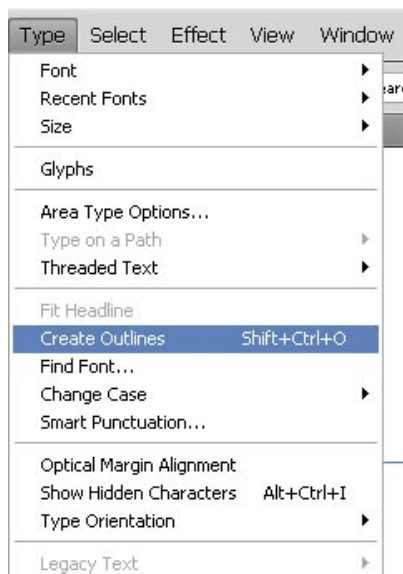 Type Select Effect View Window
Font
Recent Fonts
Size
Glyphs
Area Type Options...
Type on a Path
Threaded Text
Fit Headline
Create Outlines Shift+Ctrl+O
Find Font...
Change Case
Smart Punctuation...
Optical Margin Alignment
Show Hidden Characters Alt+Ctrl+I
Type Orientation
Legacy Text